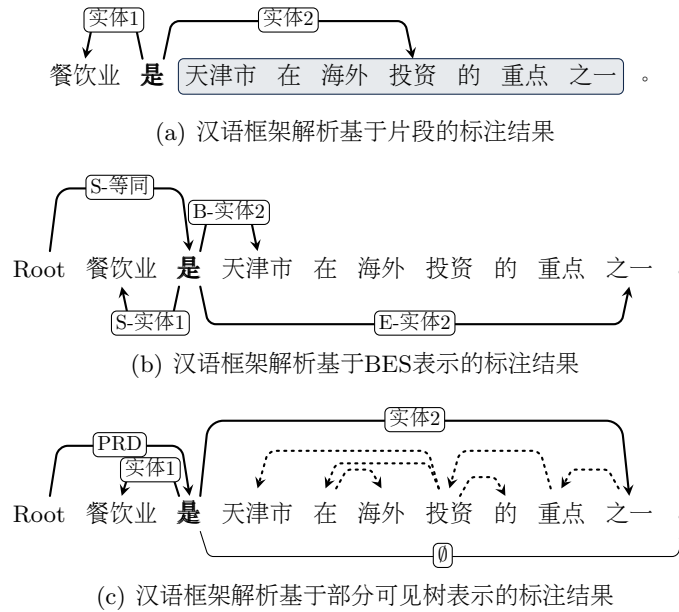 实体1 实体2
餐饮业 是 天津市 在 海外 投资 的 重点 之一 。
(a) 汉语框架解析基于片段的标注结果
S-等同
B-实体2
Root 餐饮业 是 天津市 在 海外 投资 的 重点 之一
S-实体1 E-实体2
(b) 汉语框架解析基于BES表示的标注结果
实体2
PRD
实体1
Root 餐饮业 是 天津市 在 海外 投资 的 重点 之一
∅
(c) 汉语框架解析基于部分可见树表示的标注结果